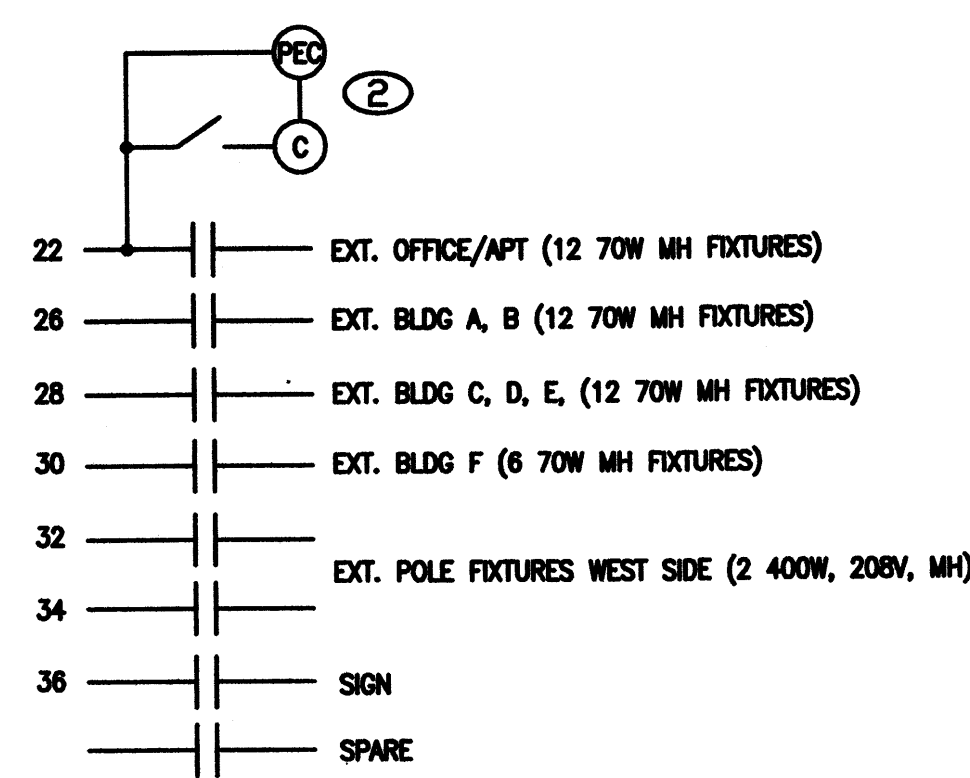 PEC
2
C
22 EXT. OFFICE/APT (12 70W MH FIXTURES)
26 EXT. BLDG A, B (12 70W MH FIXTURES)
28 EXT. BLDG C, D, E, (12 70W MH FIXTURES)
30 EXT. BLDG F (6 70W MH FIXTURES)
32
EXT. POLE FIXTURES WEST SIDE (2 400W, 208V, MH)
34
36 SIGN
SPARE